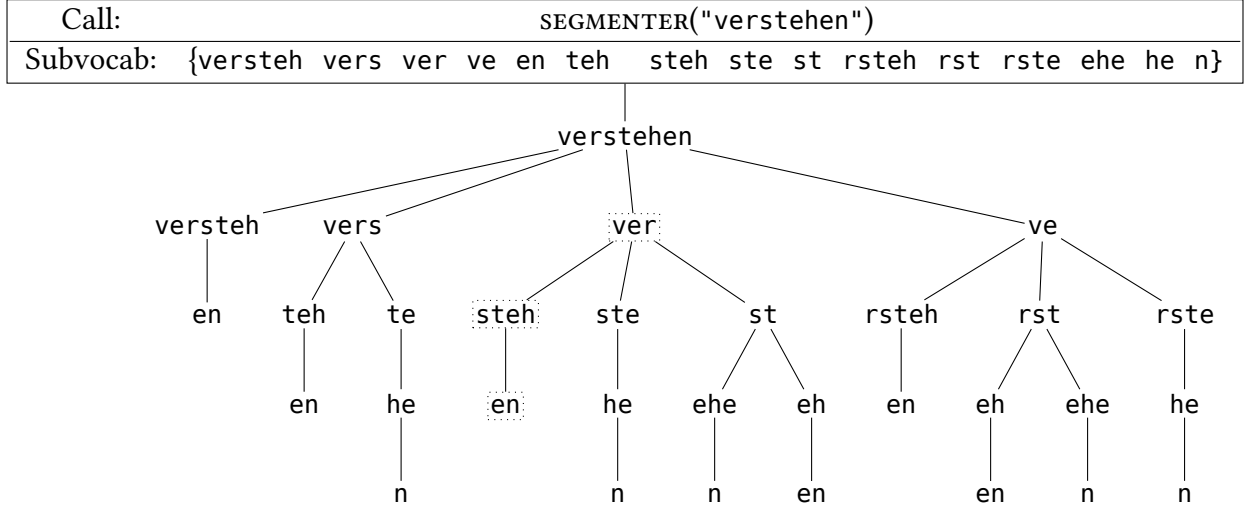 Call: SEGMENTER("verstehen")
Subvocab: {versteh vers ver ve en teh steh ste st rsteh rst rste ehe he n}
verstehen
versteh vers ver ve
en teh te steh ste st rsteh rst rste
en he en he ehe eh en eh ehe he
n n n en en n n